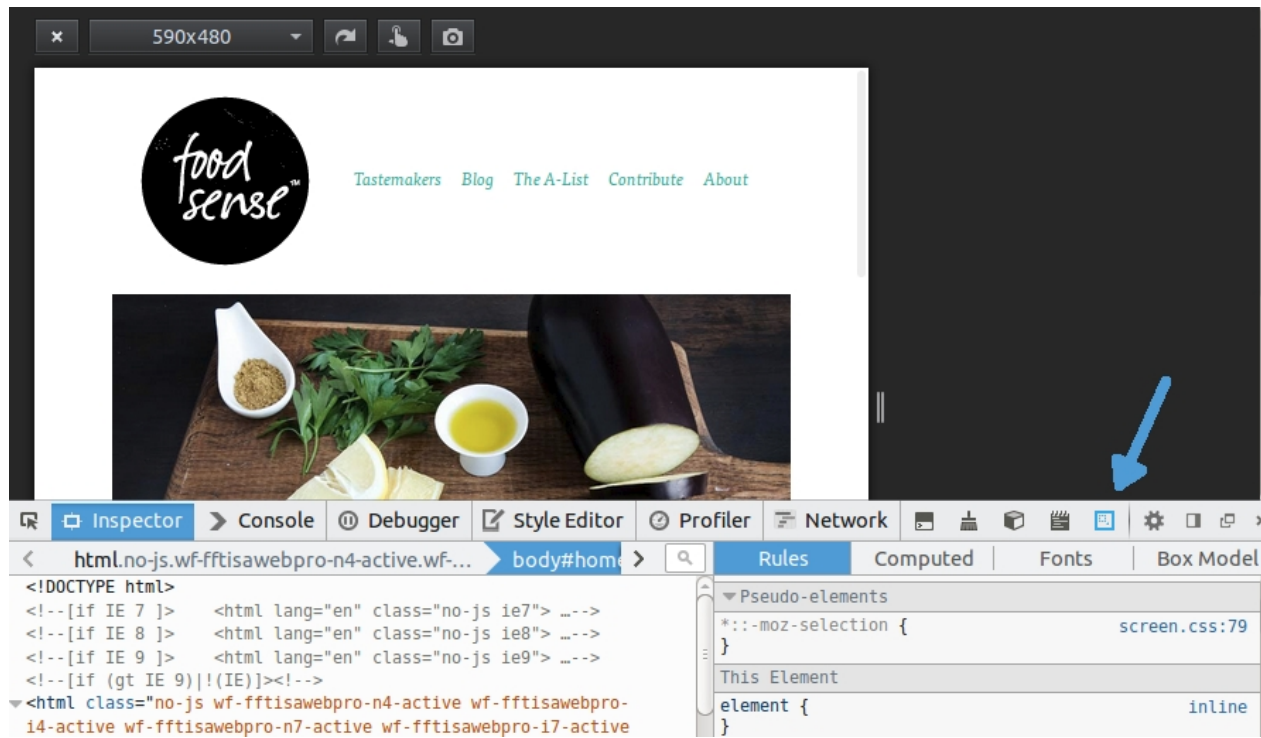 590x480
food
sense™
Tastemakers Blog The A-List Contribute About
Inspector Console Debugger Style Editor Profiler Network
html.no-js.wf-fftisawebpro-n4-active.wf-... body#home
Rules Computed Fonts Box Model
<!DOCTYPE html>
<!--[if IE 7 ]> <html lang="en" class="no-js ie7"> …-->
<!--[if IE 8 ]> <html lang="en" class="no-js ie8"> …-->
<!--[if IE 9 ]> <html lang="en" class="no-js ie9"> …-->
<!--[if (gt IE 9)|!(IE)]><!-->
<html class="no-js wf-fftisawebpro-n4-active wf-fftisawebpro-
i4-active wf-fftisawebpro-n7-active wf-fftisawebpro-i7-active
Pseudo-elements
*::-moz-selection { screen.css:79
}
This Element
element { inline
}